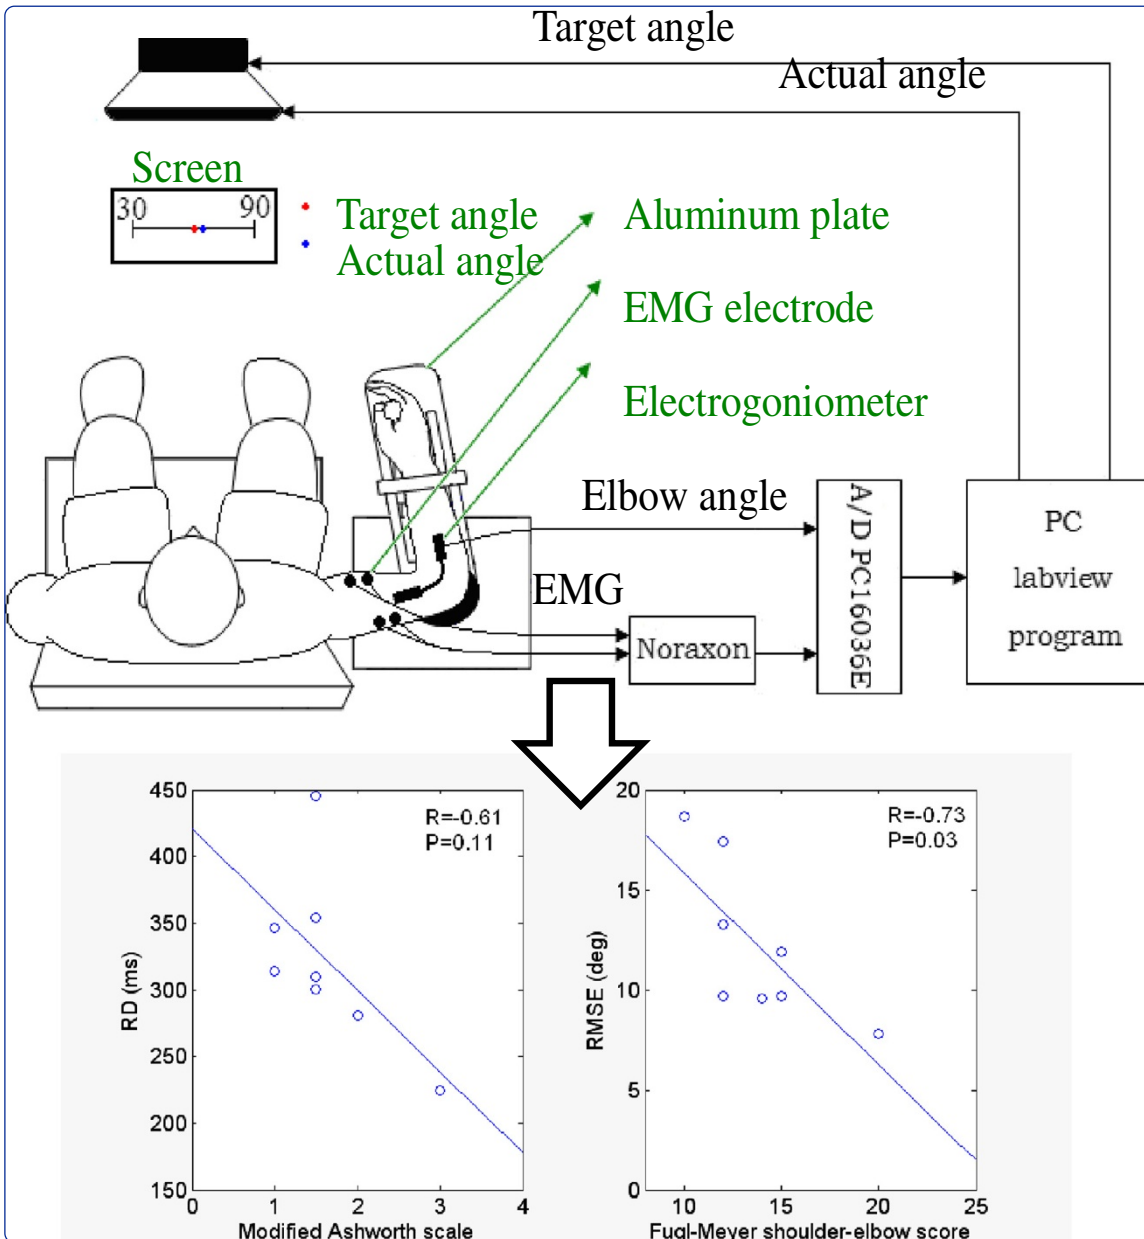 Target angle
Actual angle
Screen
30 90
Target angle
Actual angle
Aluminum plate
EMG electrode
Electrogoniometer
Elbow angle
EMG
Noraxon
A/D PC16036E
PC
labview
program
450
400
350
300
250
200
150
RD (ms)
R=-0.61
P=0.11
0 1 2 3 4
Modified Ashworth scale
20
15
10
5
0
RMSE (deg)
R=-0.73
P=0.03
10 15 20 25
Fugl-Meyer shoulder-elbow score